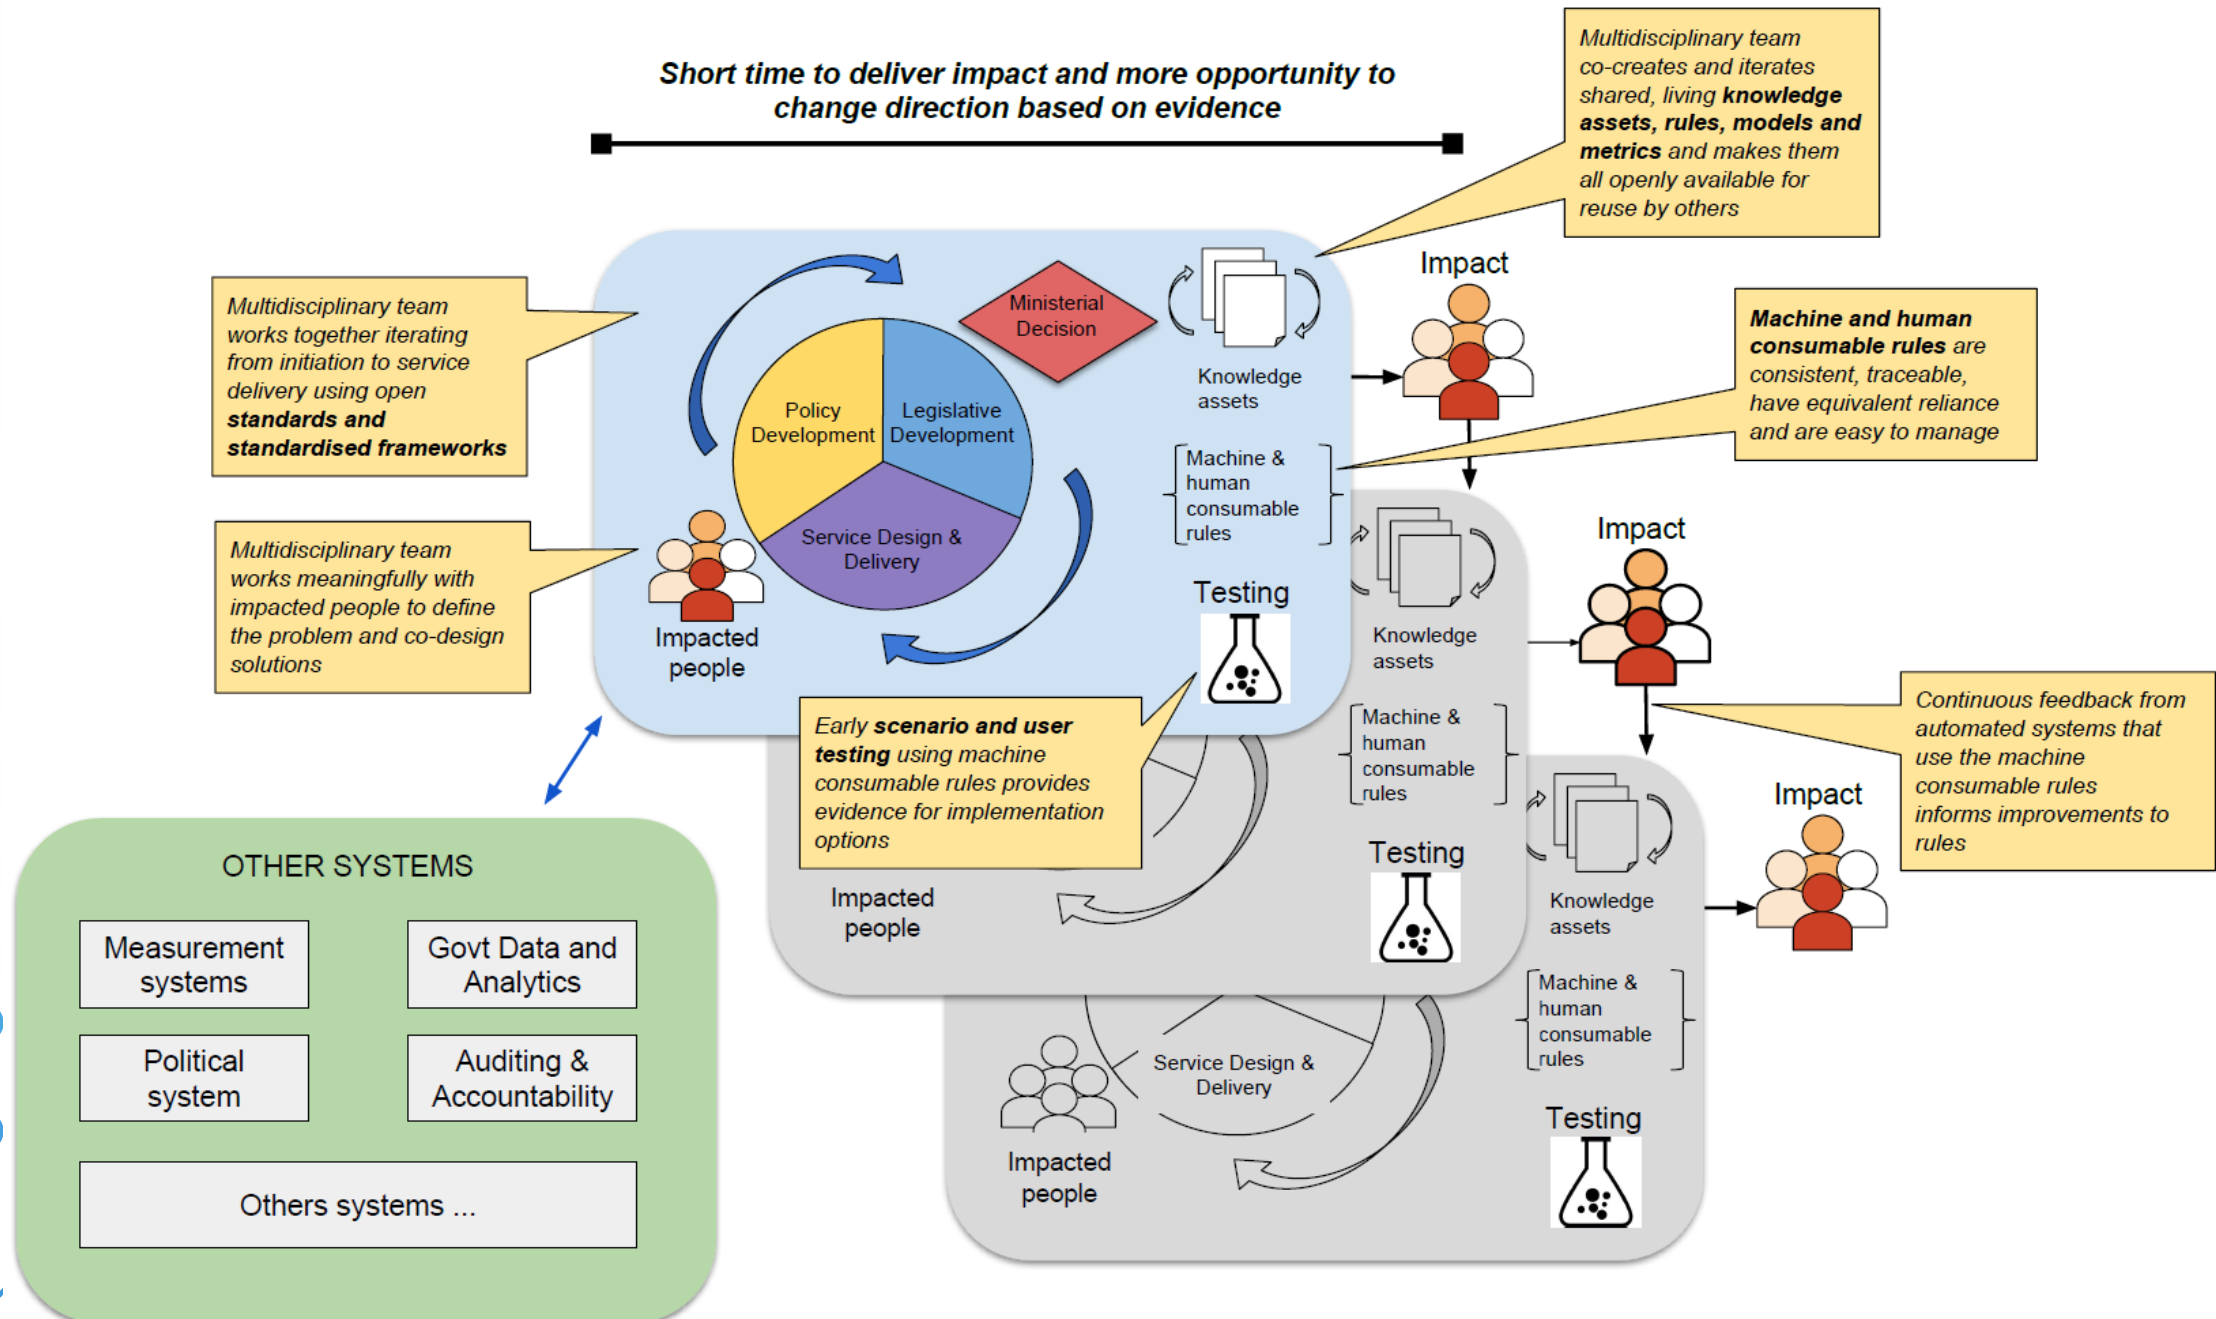 Short time to deliver impact and more opportunity to
change direction based on evidence
Multidisciplinary team
co-creates and iterates
shared, living knowledge
assets, rules, models and
metrics and makes them
all openly available for
reuse by others
Multidisciplinary team
works together iterating
from initiation to service
delivery using open
standards and
standardised frameworks
Multidisciplinary team
works meaningfully with
impacted people to define
the problem and co-design
solutions
Policy
Development
Legislative
Development
Service Design &
Delivery
Ministerial
Decision
Knowledge
assets
Machine &
human
consumable
rules
Testing
Impacted
people
Impact
Machine and human
consumable rules are
consistent, traceable,
have equivalent reliance
and are easy to manage
Early scenario and user
testing using machine
consumable rules provides
evidence for implementation
options
Impacted
people
Knowledge
assets
Machine &
human
consumable
rules
Testing
Impact
Continuous feedback from
automated systems that
use the machine
consumable rules
informs improvements to
rules
Service Design &
Delivery
Impacted
people
Knowledge
assets
Machine &
human
consumable
rules
Testing
Impact
OTHER SYSTEMS
Measurement
systems
Govt Data and
Analytics
Political
system
Auditing &
Accountability
Others systems ...